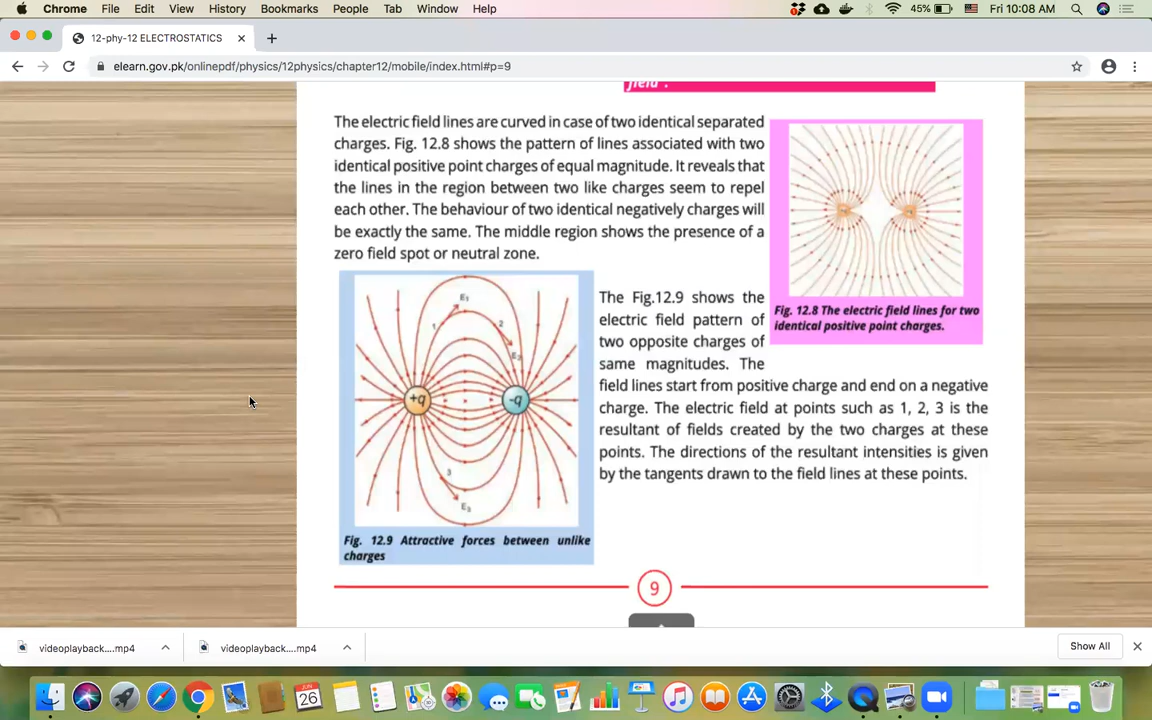 Chrome File Edit View History Bookmarks People Tab Window Help 45% Fri 10:08 AM
12-phy-12 ELECTROSTATICS
elearn.gov.pk/onlinepdf/physics/12physics/chapter12/mobile/index.html#p=9
field .
The electric field lines are curved in case of two identical separated
charges. Fig. 12.8 shows the pattern of lines associated with two
identical positive point charges of equal magnitude. It reveals that
the lines in the region between two like charges seem to repel
each other. The behaviour of two identical negatively charges will
be exactly the same. The middle region shows the presence of a
zero field spot or neutral zone.
Fig. 12.8 The electric field lines for two
identical positive point charges.
E1
1
2
E2
+q
-q
3
E3
Fig. 12.9 Attractive forces between unlike
charges
The Fig.12.9 shows the
electric field pattern of
two opposite charges of
same magnitudes. The
field lines start from positive charge and end on a negative
charge. The electric field at points such as 1, 2, 3 is the
resultant of fields created by the two charges at these
points. The directions of the resultant intensities is given
by the tangents drawn to the field lines at these points.
9
videoplayback....mp4
videoplayback....mp4
Show All
JUN
26